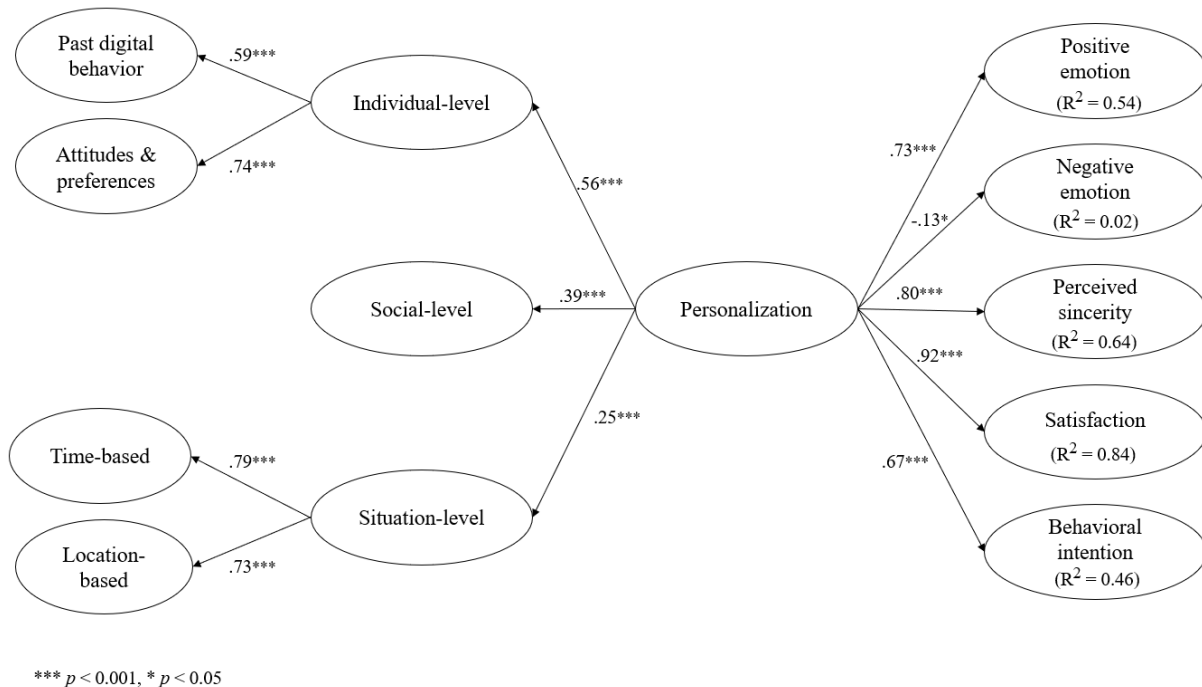 Past digital
behavior
.59***
Individual-level
Attitudes &
preferences
.74***
.56***
Social-level
.39***
Personalization
.25***
Time-based
.79***
Situation-level
Location-
based
.73***
Positive
emotion
(R² = 0.54)
.73***
Negative
emotion
(R² = 0.02)
-.13*
Perceived
sincerity
(R² = 0.64)
.80***
Satisfaction
(R² = 0.84)
.92***
Behavioral
intention
(R² = 0.46)
.67***
*** p < 0.001, * p < 0.05